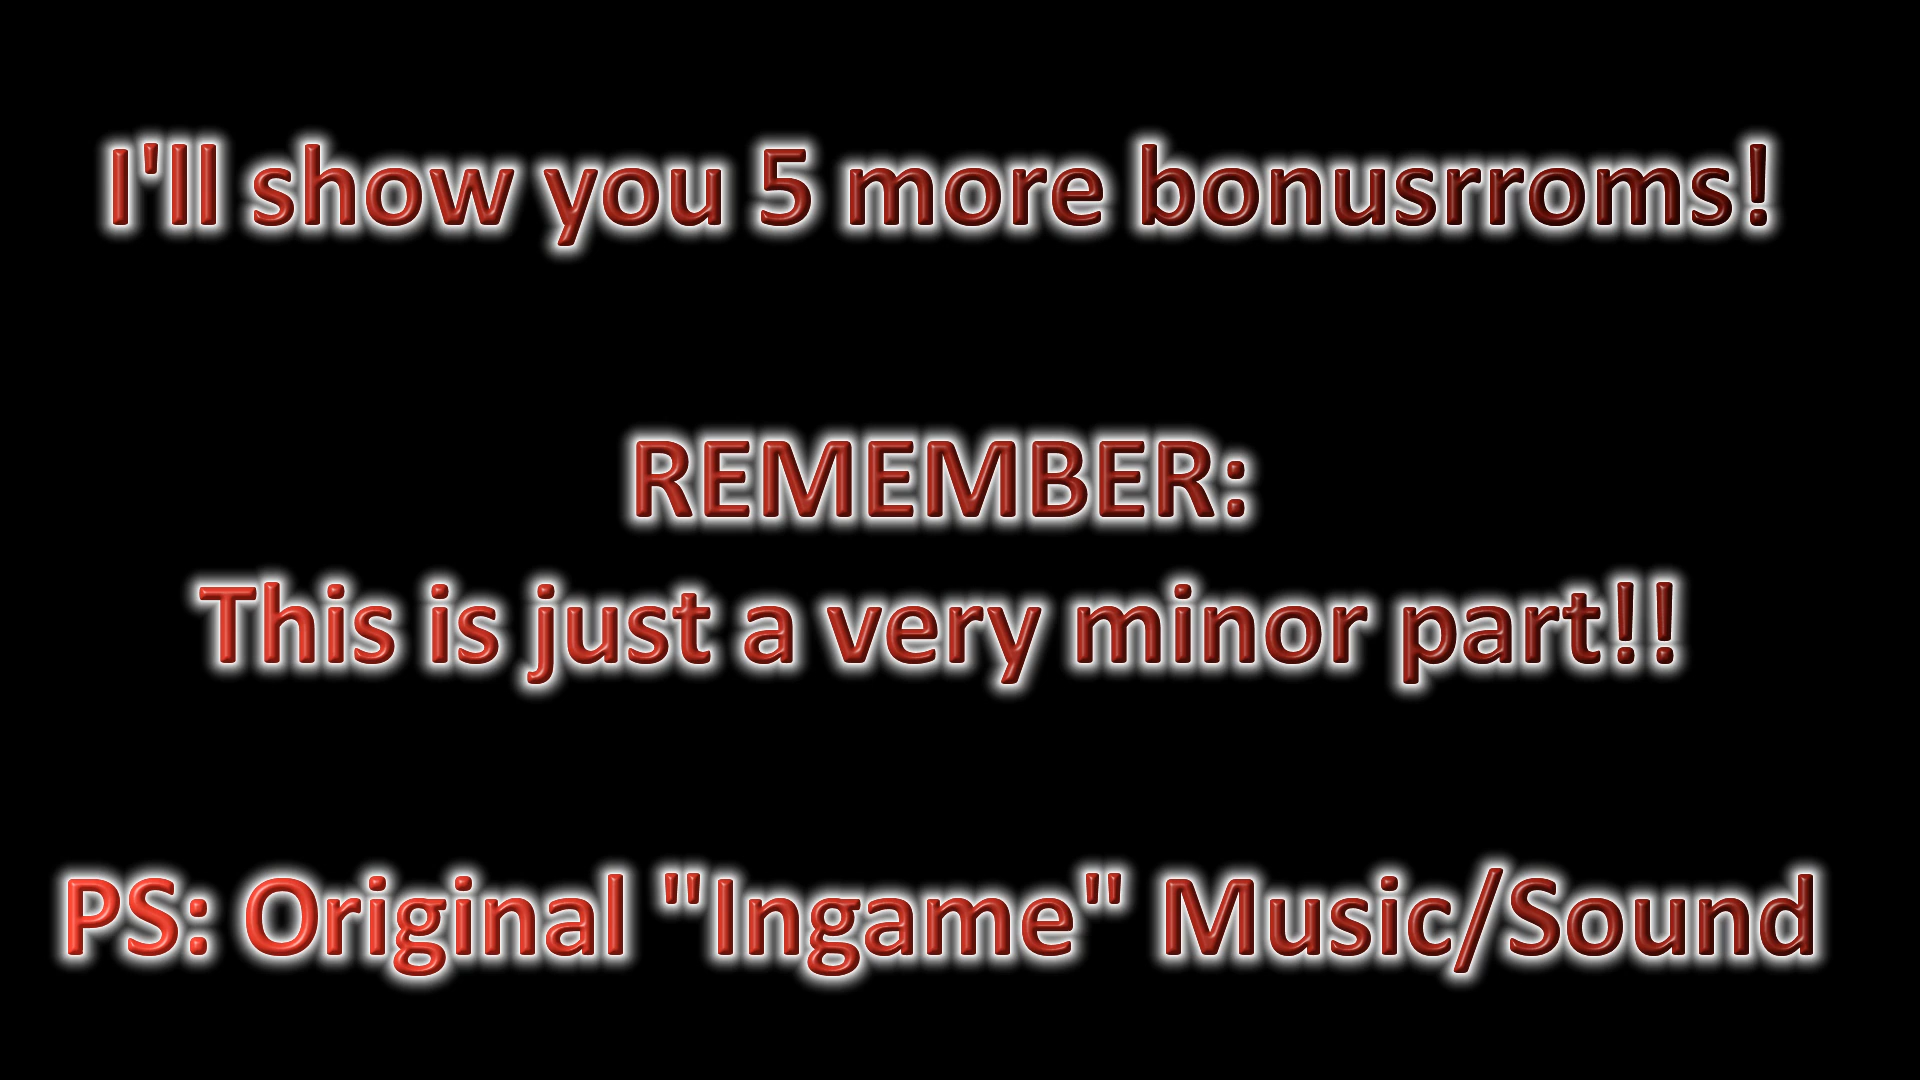 I'll show you 5 more bonusrroms!
REMEMBER:
This is just a very minor part!!
PS: Original "Ingame" Music/Sound